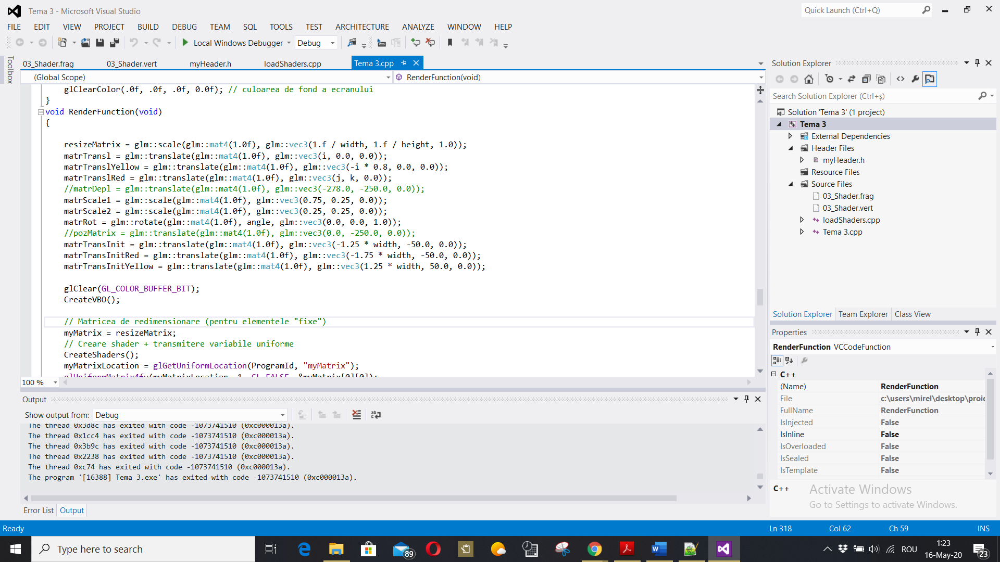 Tema 3 - Microsoft Visual Studio
Quick Launch (Ctrl+Q)
FILE EDIT VIEW PROJECT BUILD DEBUG TEAM SQL TOOLS TEST ARCHITECTURE ANALYZE WINDOW HELP
Local Windows Debugger Debug
Toolbox
03_Shader.frag 03_Shader.vert myHeader.h loadShaders.cpp Tema 3.cpp
(Global Scope) RenderFunction(void)
glClearColor(.0f, .0f, .0f, 0.0f); // culoarea de fond a ecranului
}
void RenderFunction(void)
{
resizeMatrix = glm::scale(glm::mat4(1.0f), glm::vec3(1.f / width, 1.f / height, 1.0));
matrTransl = glm::translate(glm::mat4(1.0f), glm::vec3(i, 0.0, 0.0));
matrTranslYellow = glm::translate(glm::mat4(1.0f), glm::vec3(-i * 0.8, 0.0, 0.0));
matrTranslRed = glm::translate(glm::mat4(1.0f), glm::vec3(j, k, 0.0));
//matrDepl = glm::translate(glm::mat4(1.0f), glm::vec3(-278.0, -250.0, 0.0));
matrScale1 = glm::scale(glm::mat4(1.0f), glm::vec3(0.75, 0.25, 0.0));
matrScale2 = glm::scale(glm::mat4(1.0f), glm::vec3(0.25, 0.25, 0.0));
matrRot = glm::rotate(glm::mat4(1.0f), angle, glm::vec3(0.0, 0.0, 1.0));
//pozMatrix = glm::translate(glm::mat4(1.0f), glm::vec3(0.0, -250.0, 0.0));
matrTransInit = glm::translate(glm::mat4(1.0f), glm::vec3(-1.25 * width, -50.0, 0.0));
matrTransInitRed = glm::translate(glm::mat4(1.0f), glm::vec3(-1.75 * width, -50.0, 0.0));
matrTransInitYellow = glm::translate(glm::mat4(1.0f), glm::vec3(1.25 * width, 50.0, 0.0));
glClear(GL_COLOR_BUFFER_BIT);
CreateVBO();
// Matricea de redimensionare (pentru elementele "fixe")
myMatrix = resizeMatrix;
// Creare shader + transmitere variabile uniforme
CreateShaders();
myMatrixLocation = glGetUniformLocation(ProgramId, "myMatrix");
glUniformMatrix4fv(myMatrixLocation, 1, GL_FALSE, &myMatrix[0][0]);
100 %
Output
Show output from: Debug
The thread 0x3d8c has exited with code -1073741510 (0xc000013a).
The thread 0x1cc4 has exited with code -1073741510 (0xc000013a).
The thread 0x3b9c has exited with code -1073741510 (0xc000013a).
The thread 0x2238 has exited with code -1073741510 (0xc000013a).
The thread 0xc74 has exited with code -1073741510 (0xc000013a).
The program '[16388] Tema 3.exe' has exited with code -1073741510 (0xc000013a).
Error List Output
Solution Explorer
Search Solution Explorer (Ctrl+ș)
Solution 'Tema 3' (1 project)
Tema 3
External Dependencies
Header Files
myHeader.h
Resource Files
Source Files
03_Shader.frag
03_Shader.vert
loadShaders.cpp
Tema 3.cpp
Solution Explorer Team Explorer Class View
Properties
RenderFunction VCCodeFunction
C++
(Name) RenderFunction
File c:\users\mirel\desktop\proie
FullName RenderFunction
IsInjected False
IsInline False
IsOverloaded False
IsSealed False
IsTemplate False
C++
Activate Windows
Go to Settings to activate Windows.
Ready Ln 318 Col 62 Ch 59 INS
Type here to search
89
ROU
1:23
16-May-20
23